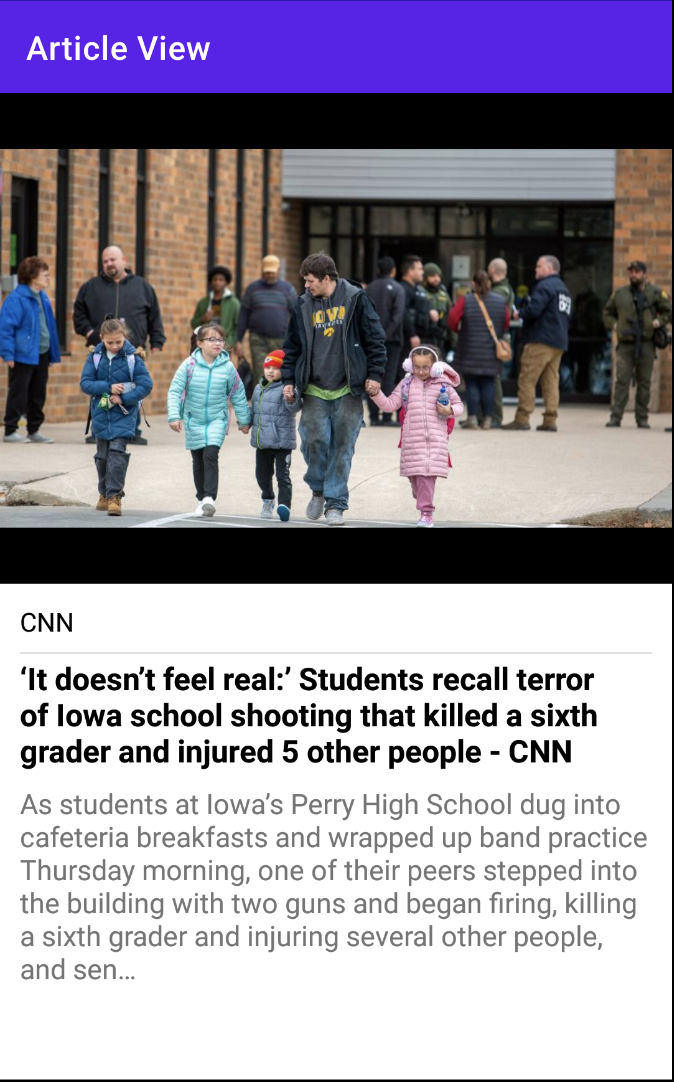 Article View
IOWA
CNN
‘It doesn’t feel real:’ Students recall terror
of Iowa school shooting that killed a sixth
grader and injured 5 other people - CNN
As students at Iowa’s Perry High School dug into
cafeteria breakfasts and wrapped up band practice
Thursday morning, one of their peers stepped into
the building with two guns and began firing, killing
a sixth grader and injuring several other people,
and sen…